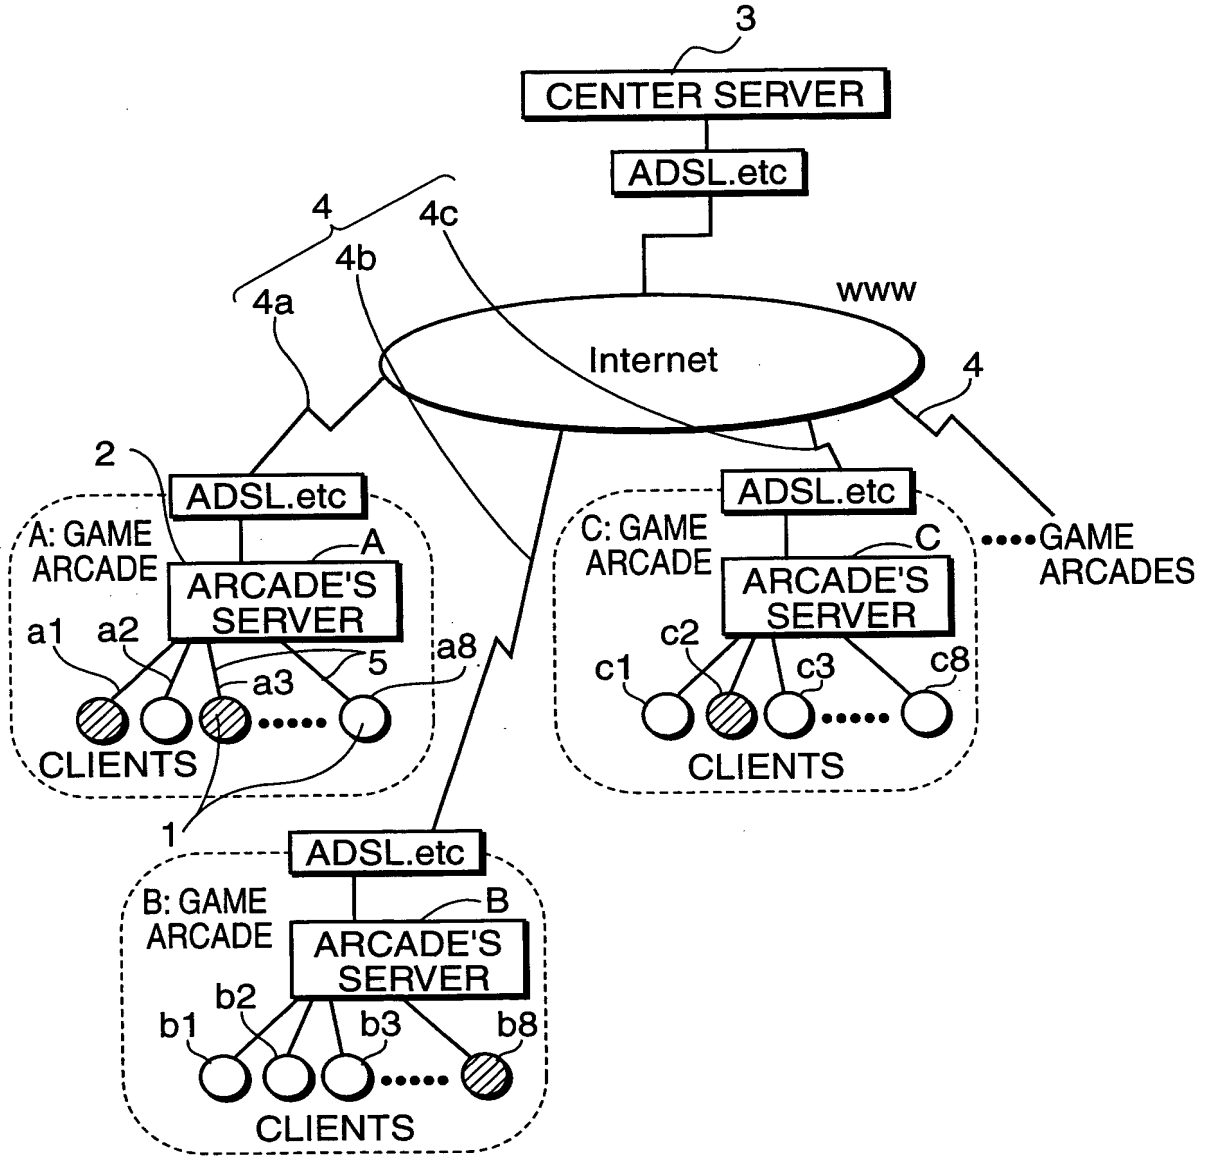 3
CENTER SERVER
ADSL.etc
4
4c
4b
4a
www
Internet
4
2
ADSL.etc
A: GAME
ARCADE
A
ARCADE'S
SERVER
a1
a2
a3
5
a8
CLIENTS
1
ADSL.etc
C: GAME
ARCADE
C
ARCADE'S
SERVER
c1
c2
c3
c8
CLIENTS
GAME
ARCADES
ADSL.etc
B: GAME
ARCADE
B
ARCADE'S
SERVER
b1
b2
b3
b8
CLIENTS